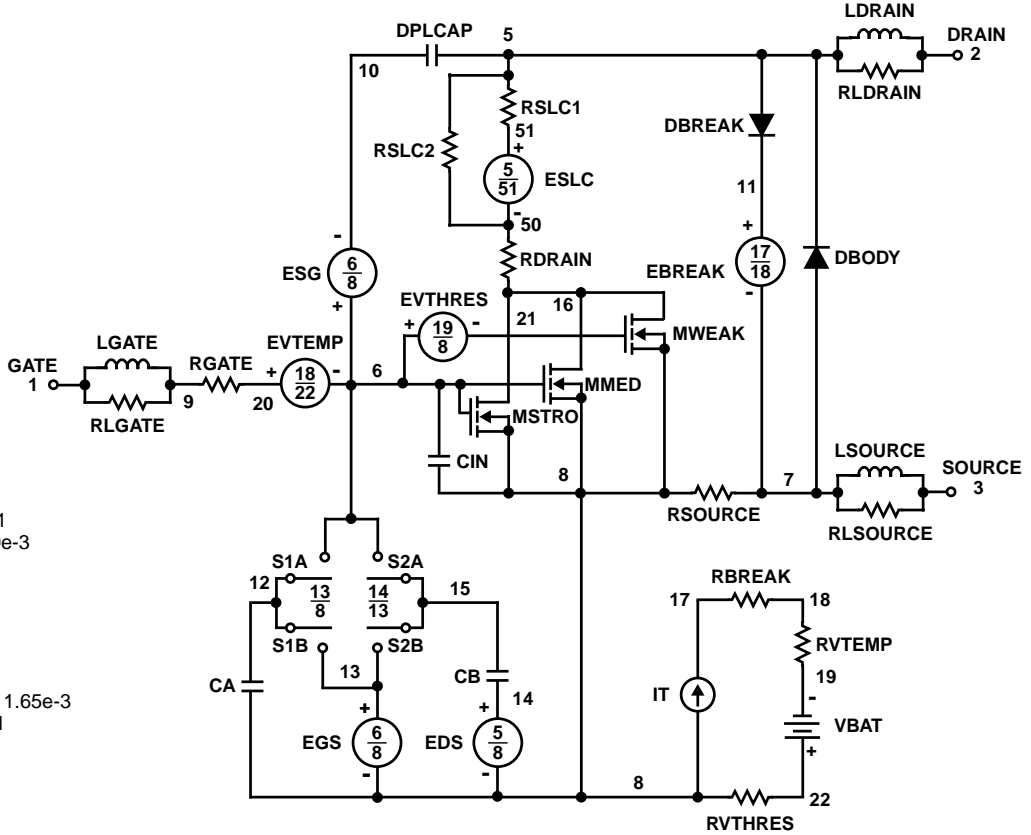 LDRAIN
DPLCAP
5
DRAIN
2
10
RLDRAIN
RSLC1
DBREAK
51
+
RSLC2
5
51
ESLC
11
-
50
-
+
17
18
RDRAIN
EBREAK
DBODY
ESG
6
8
-
+
EVTHRES
16
21
+
19
8
-
MWEAK
LGATE
EVTEMP
GATE
1
RGATE
+
18
22
-
6
MMED
9
20
MSTRO
RLGATE
LSOURCE
CIN
8
7
SOURCE
3
RSOURCE
RLSOURCE
1
e-3
S1A
S2A
12
13
8
14
13
15
RBREAK
17
18
S1B
S2B
RVTEMP
13
CA
CB
19
1.65e-3
14
IT
-
+
+
VBAT
EGS
6
8
EDS
5
8
+
-
-
8
22
RVTHRES